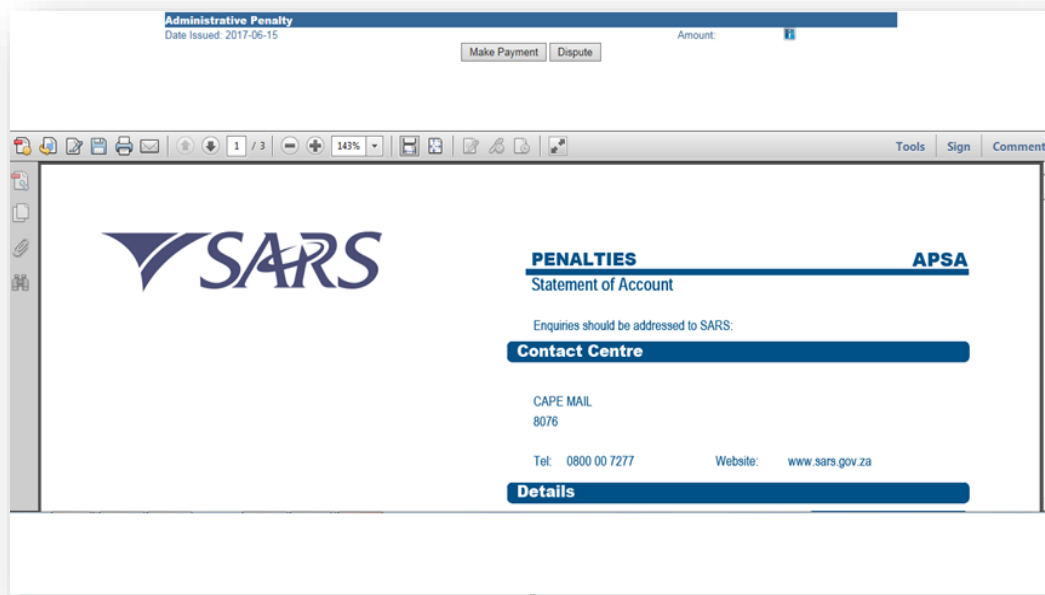 Administrative Penalty
Date Issued: 2017-06-15 Amount:
Make Payment Dispute
1 / 3 143% Tools Sign Comment
SARS
PENALTIES APSA
Statement of Account
Enquiries should be addressed to SARS:
Contact Centre
CAPE MAIL
8076
Tel: 0800 00 7277 Website: www.sars.gov.za
Details